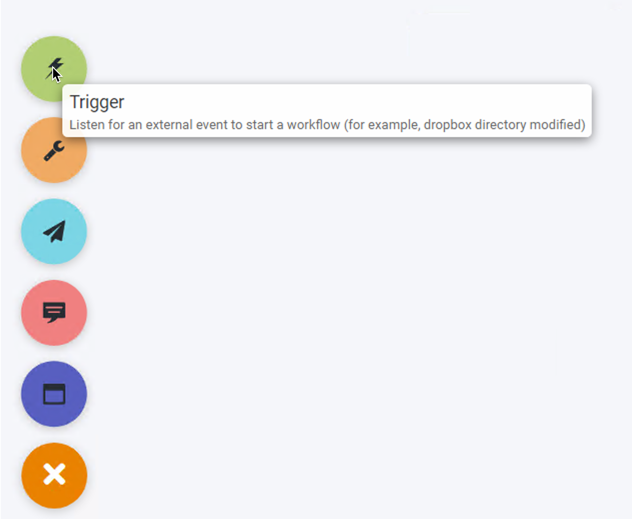 Trigger
Listen for an external event to start a workflow (for example, dropbox directory modified)